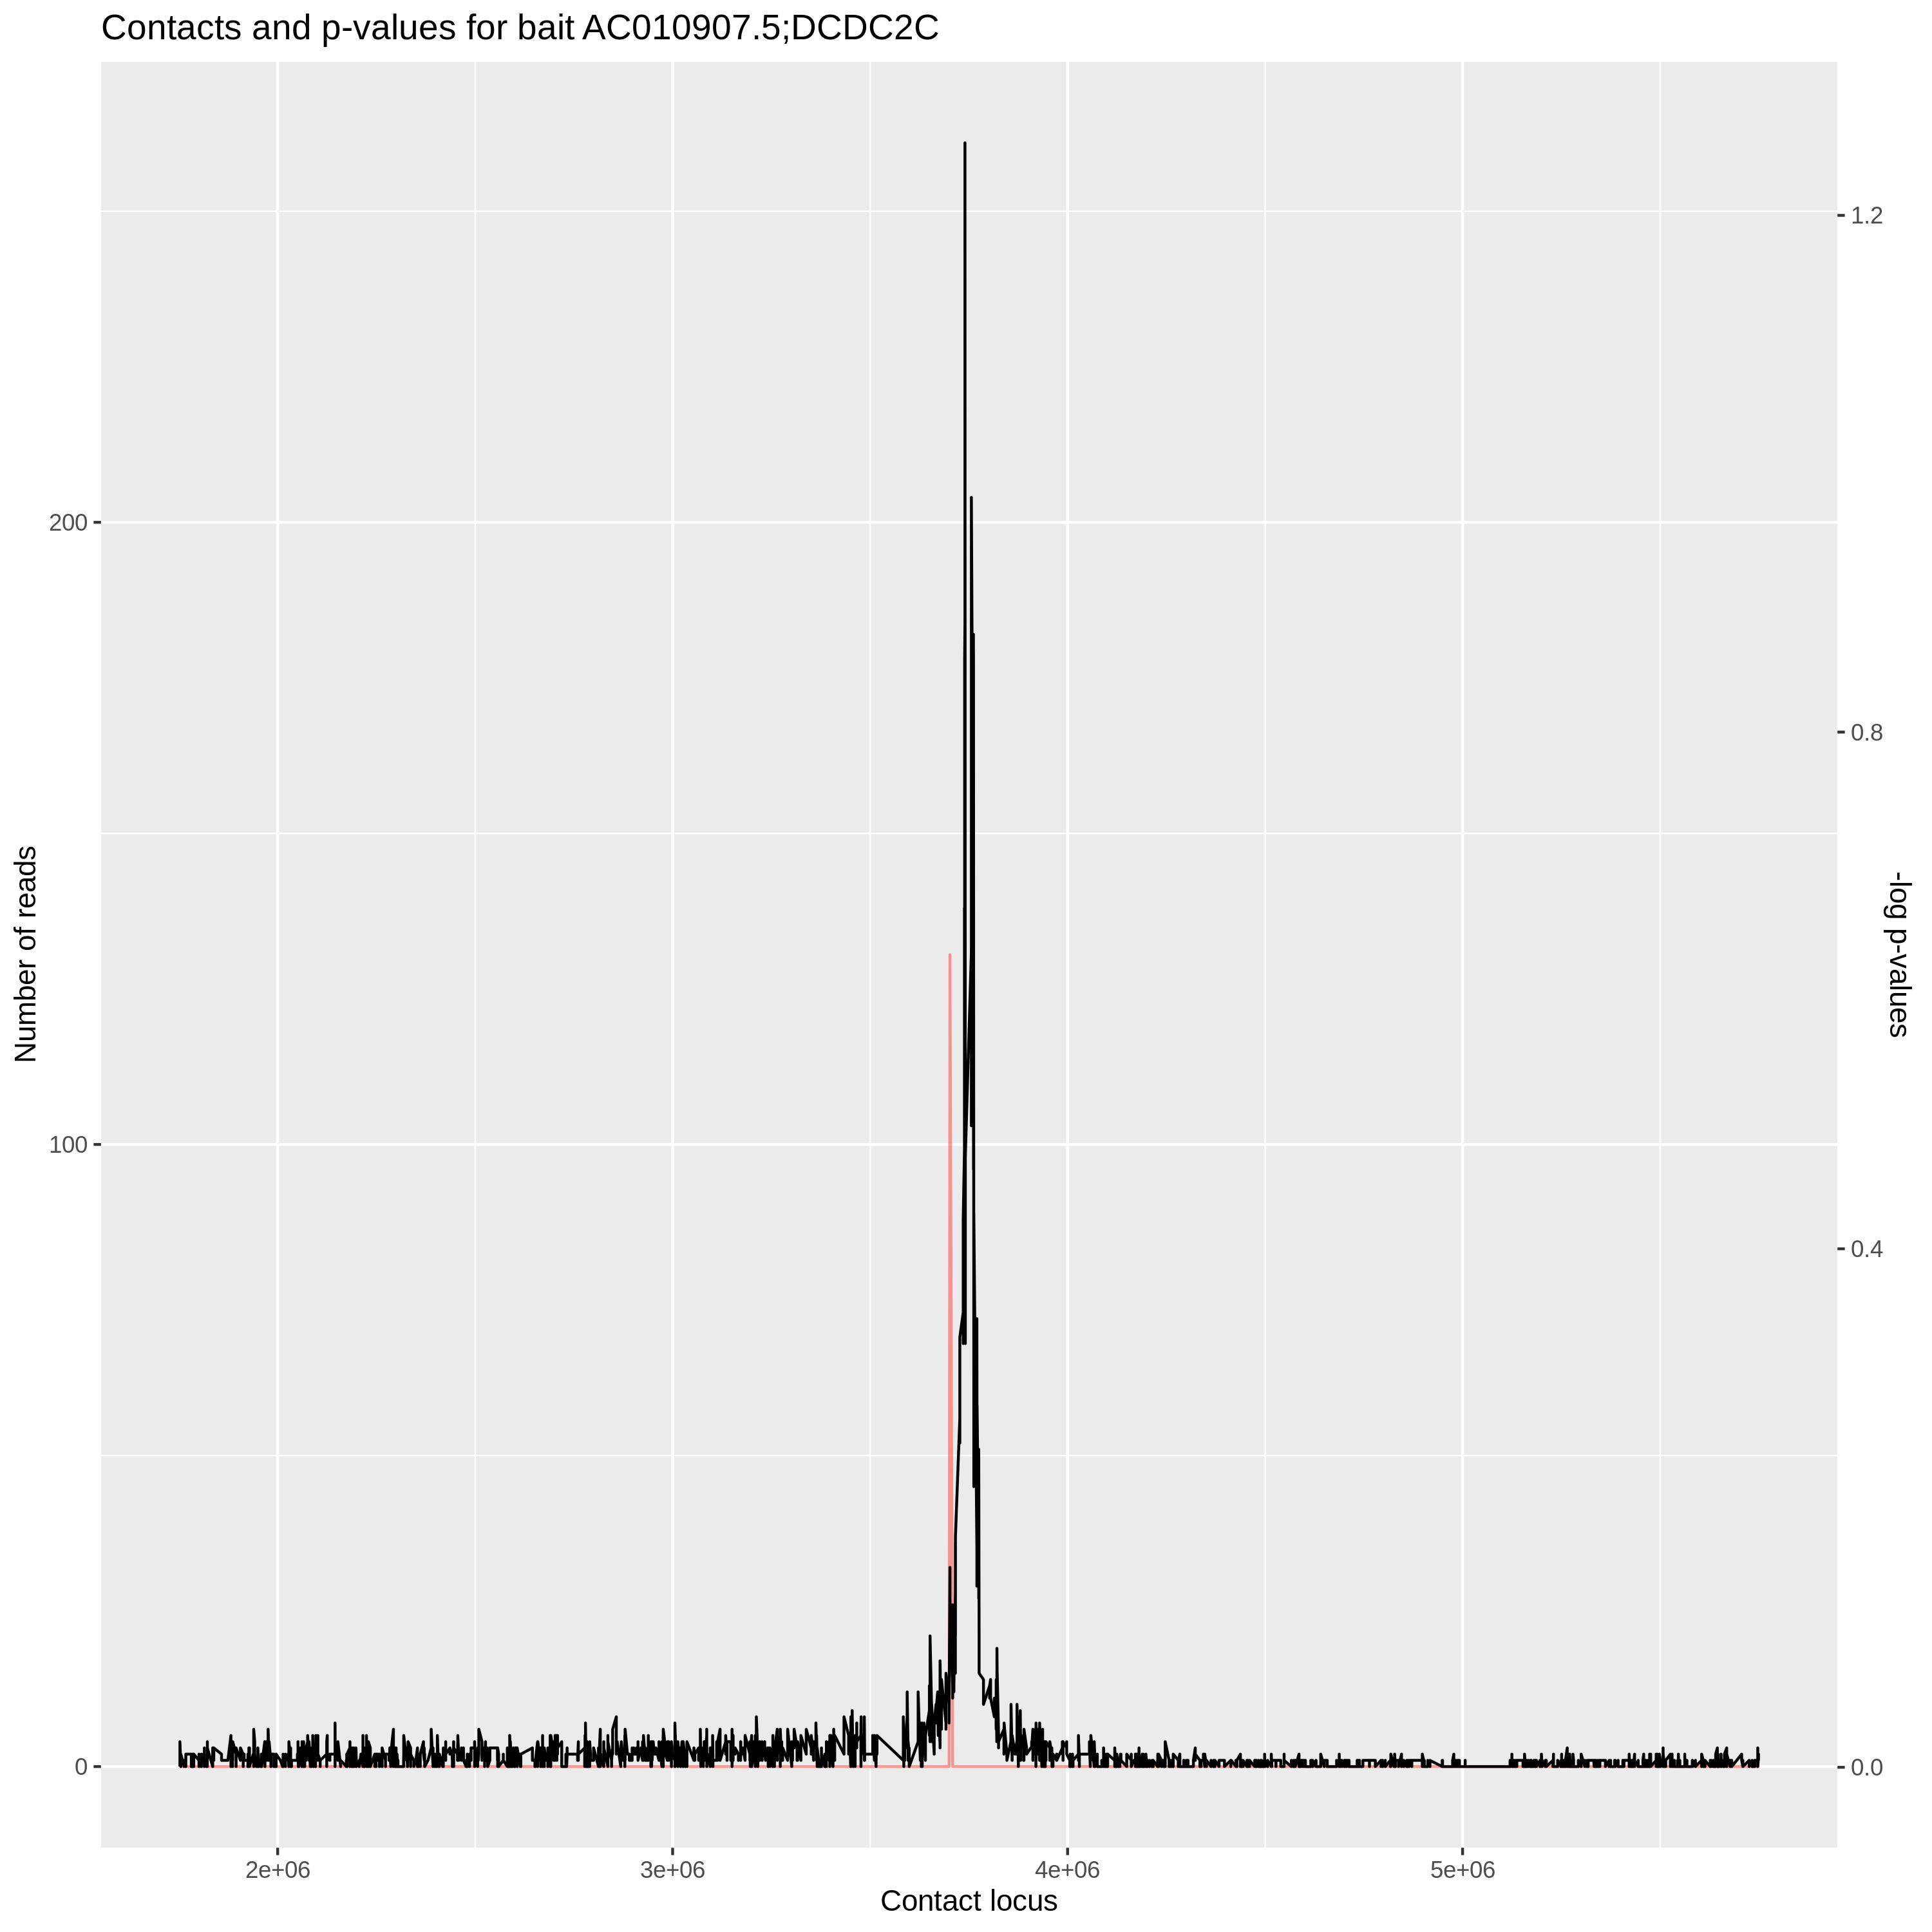 Contacts and p-values for bait AC010907.5;DCDC2C
Number of reads
200
100
0
1.2
0.8
0.4
0.0
-log p-values
2e+06
3e+06
4e+06
5e+06
Contact locus